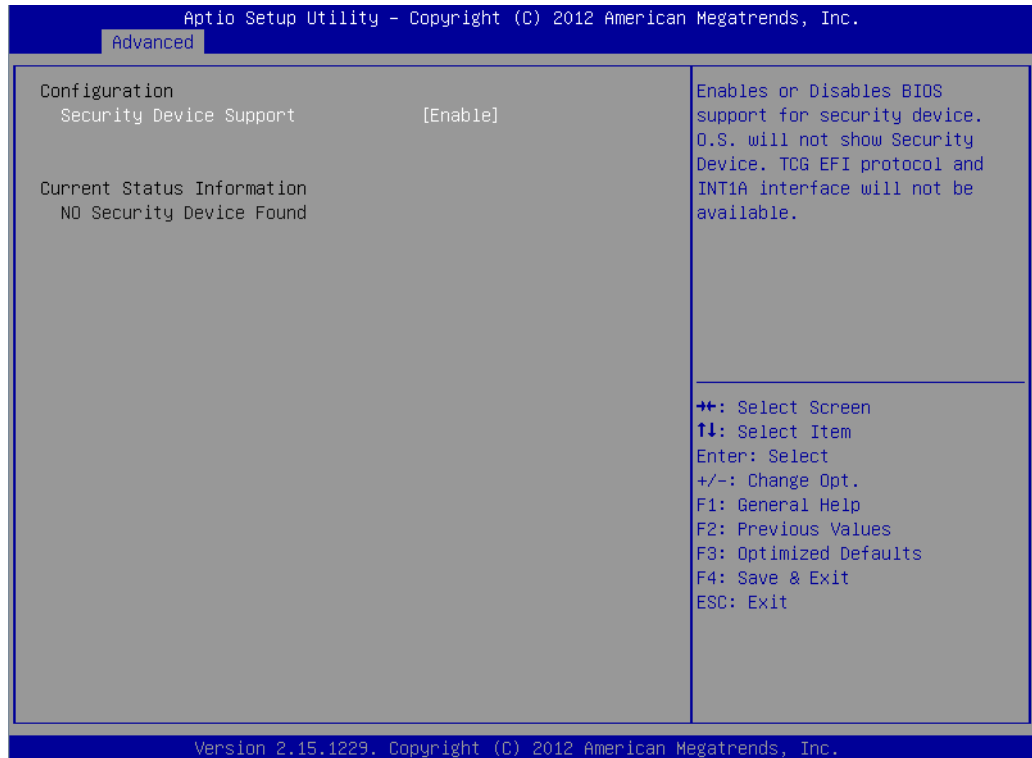 Aptio Setup Utility – Copyright (C) 2012 American Megatrends, Inc.
Advanced
Configuration
Security Device Support [Enable]
Current Status Information
NO Security Device Found
Enables or Disables BIOS
support for security device.
O.S. will not show Security
Device. TCG EFI protocol and
INT1A interface will not be
available.
→←: Select Screen
↑↓: Select Item
Enter: Select
+/-: Change Opt.
F1: General Help
F2: Previous Values
F3: Optimized Defaults
F4: Save & Exit
ESC: Exit
Version 2.15.1229. Copyright (C) 2012 American Megatrends, Inc.